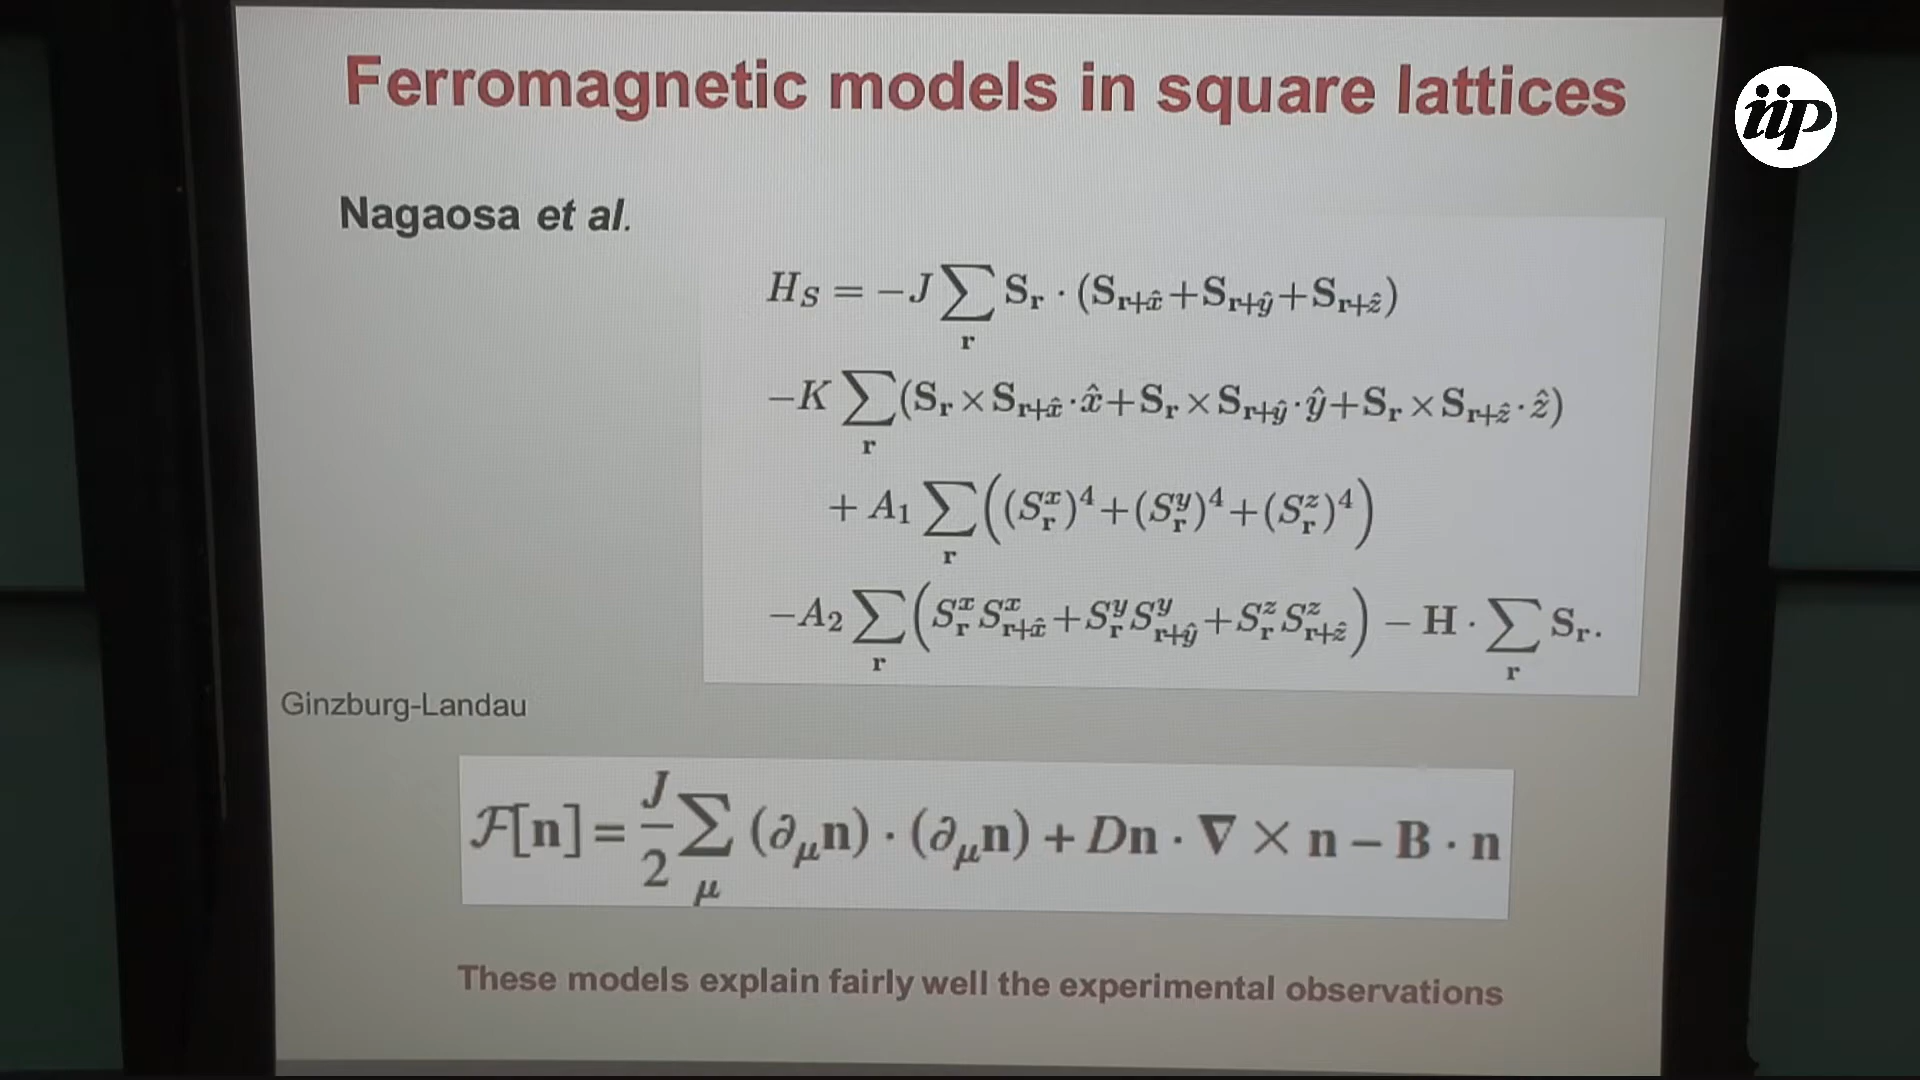 Ferromagnetic models in square lattices
iip
Nagaosa et al.
H_S = −J ∑_r S_r · (S_{r+x̂} + S_{r+ŷ} + S_{r+ẑ})
−K ∑_r (S_r × S_{r+x̂} · x̂ + S_r × S_{r+ŷ} · ŷ + S_r × S_{r+ẑ} · ẑ)
+ A_1 ∑_r ((S_r^x)^4 + (S_r^y)^4 + (S_r^z)^4)
−A_2 ∑_r (S_r^x S_{r+x̂}^x + S_r^y S_{r+ŷ}^y + S_r^z S_{r+ẑ}^z) − H · ∑_r S_r.
Ginzburg-Landau
ℱ[n] = J/2 ∑_μ (∂_μ n) · (∂_μ n) + Dn · ∇ × n − B · n
These models explain fairly well the experimental observations